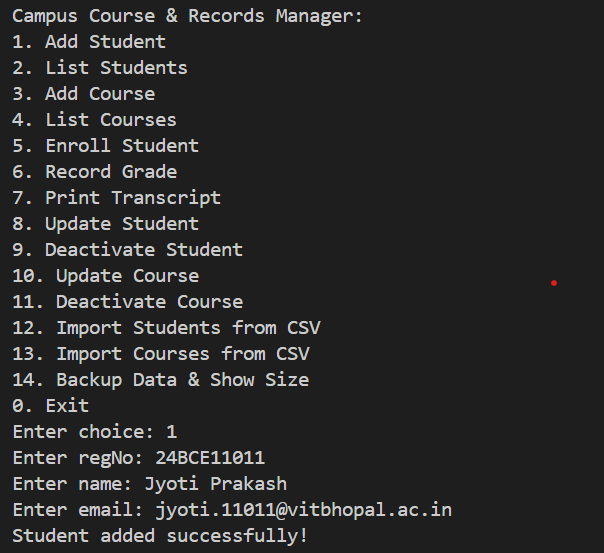 Campus Course & Records Manager:
1. Add Student
2. List Students
3. Add Course
4. List Courses
5. Enroll Student
6. Record Grade
7. Print Transcript
8. Update Student
9. Deactivate Student
10. Update Course
11. Deactivate Course
12. Import Students from CSV
13. Import Courses from CSV
14. Backup Data & Show Size
0. Exit
Enter choice: 1
Enter regNo: 24BCE11011
Enter name: Jyoti Prakash
Enter email: jyoti.11011@vitbhopal.ac.in
Student added successfully!